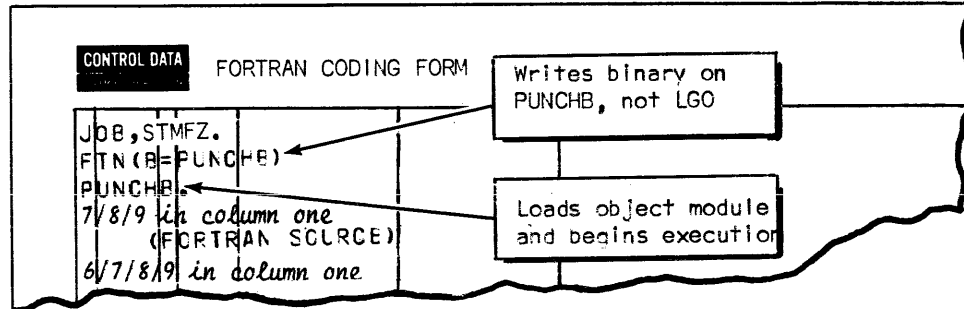 CONTROL DATA
FORTRAN CODING FORM
Writes binary on
PUNCHB, not LGO
JOB,STMFZ.
FTN(B=PUNCHB)
PUNCHB.
7/8/9 in column one
(FORTRAN SOURCE)
6/7/8/9 in column one
Loads object module
and begins execution